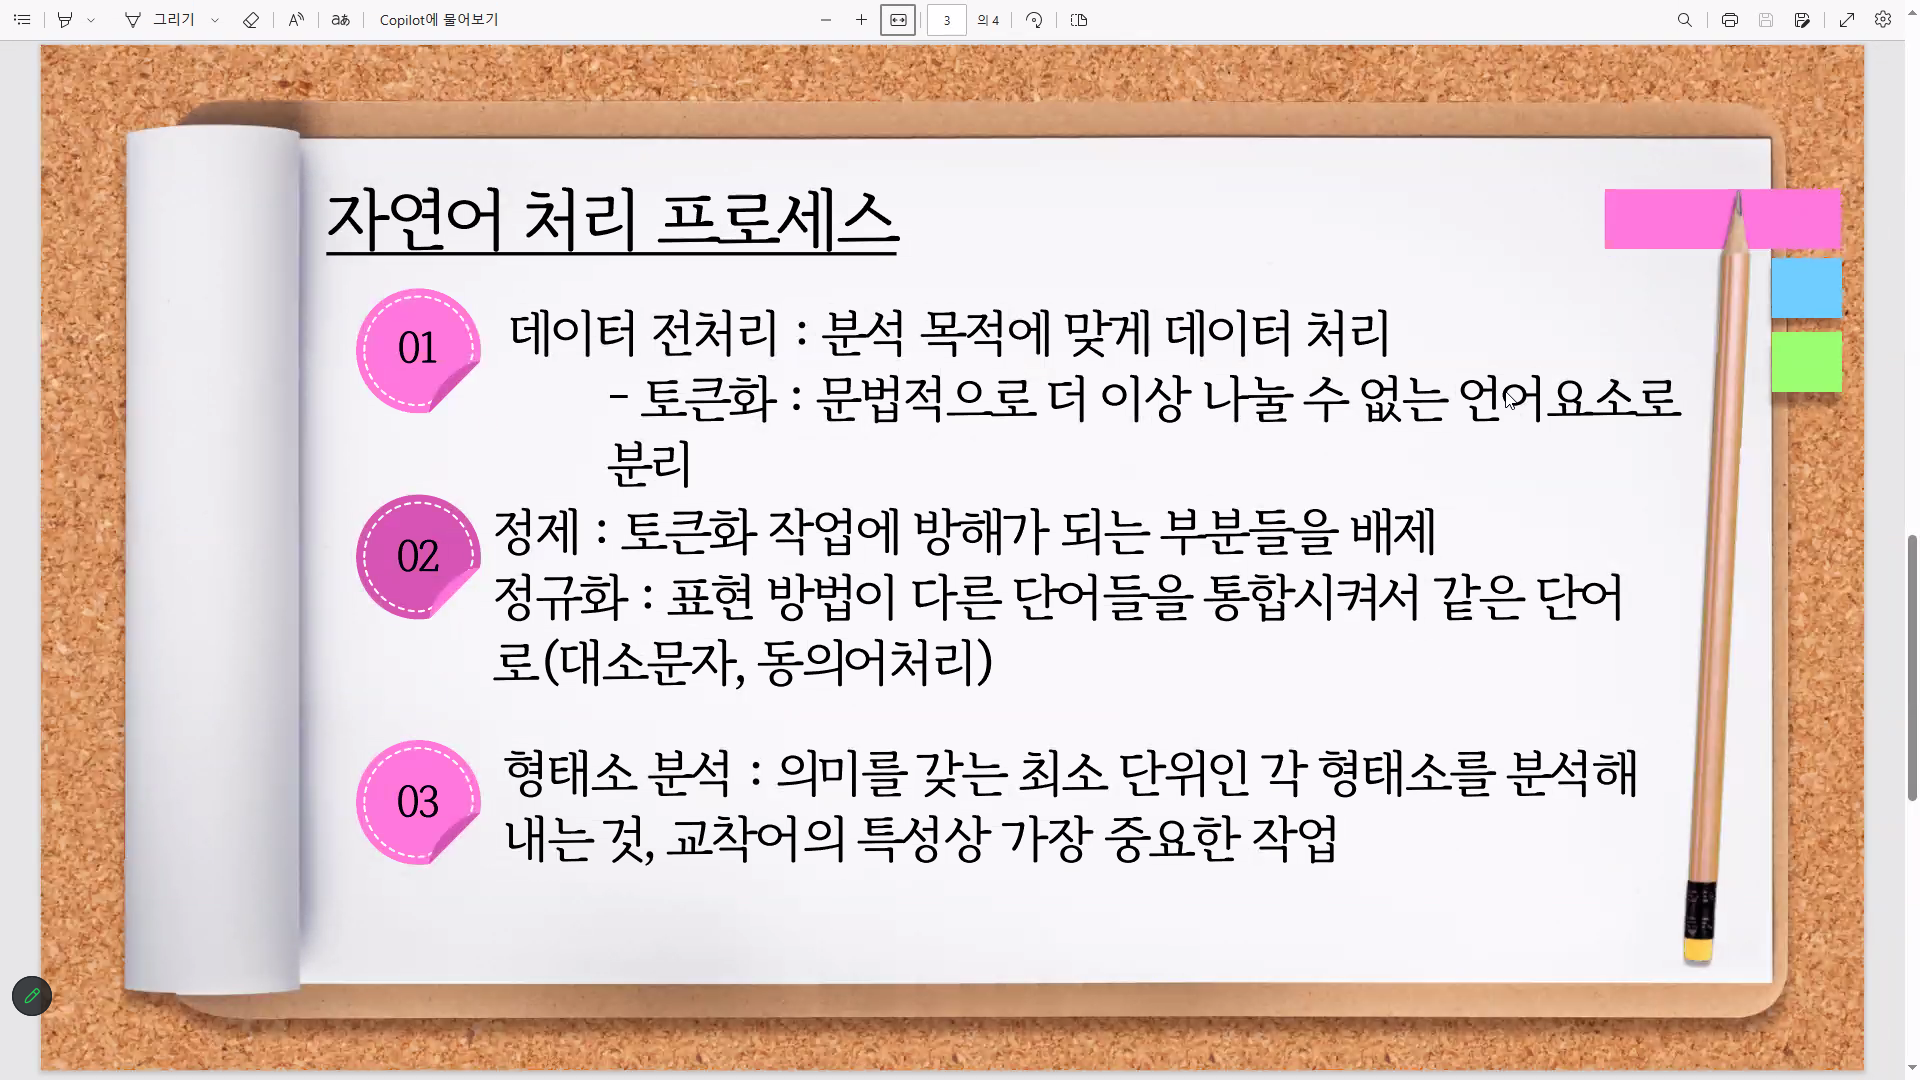 그리기
Copilot에 물어보기
3
의 4
자연어 처리 프로세스
01
데이터 전처리 : 분석 목적에 맞게 데이터 처리
- 토큰화 : 문법적으로 더 이상 나눌 수 없는 언어요소로
분리
02
정제 : 토큰화 작업에 방해가 되는 부분들을 배제
정규화 : 표현 방법이 다른 단어들을 통합시켜서 같은 단어
로(대소문자, 동의어처리)
03
형태소 분석 : 의미를 갖는 최소 단위인 각 형태소를 분석해
내는 것, 교착어의 특성상 가장 중요한 작업